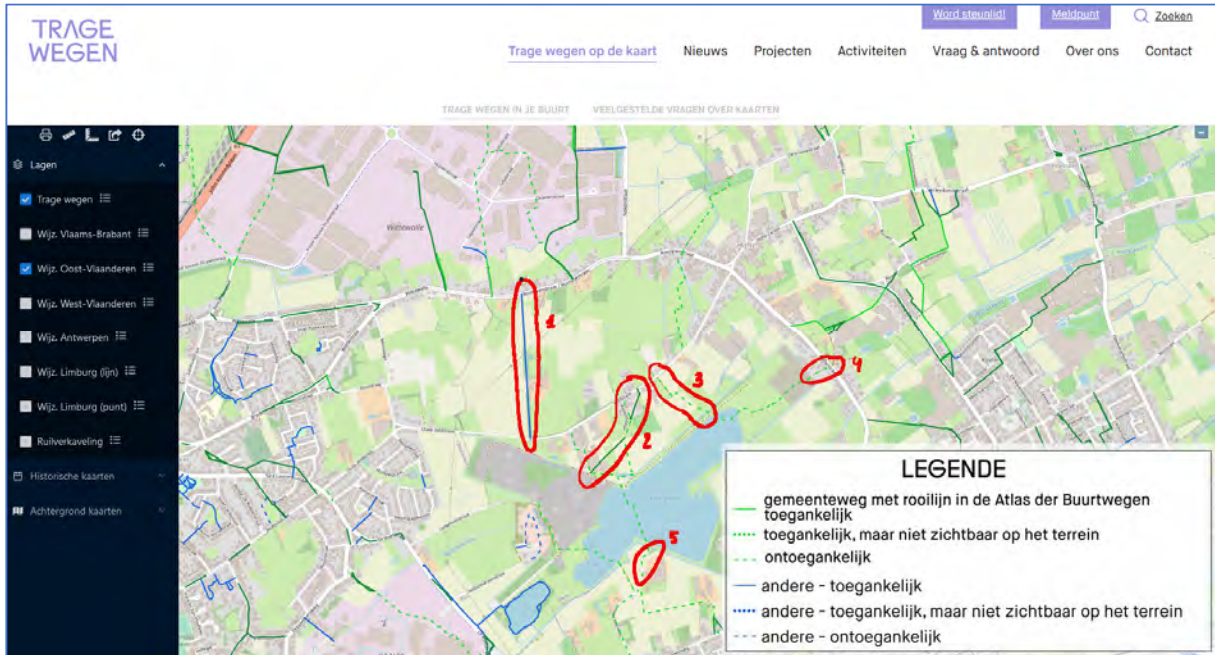 TRAGE
WEGEN
Word steunlid!
Meldpunt
Zoeken
Trage wegen op de kaart
Nieuws
Projecten
Activiteiten
Vraag & antwoord
Over ons
Contact
TRAGE WEGEN IN JE BUURT
VEELGESTELDE VRAGEN OVER KAARTEN
Lagen
Trage wegen
Wijz. Vlaams-Brabant
Wijz. Oost-Vlaanderen
Wijz. West-Vlaanderen
Wijz. Antwerpen
Wijz. Limburg (lijn)
Wijz. Limburg (punt)
Ruilverkaveling
Historische kaarten
Achtergrond kaarten
1
2
3
4
5
LEGENDE
gemeenteweg met rooilijn in de Atlas der Buurtwegen
toegankelijk
toegankelijk, maar niet zichtbaar op het terrein
ontoegankelijk
andere - toegankelijk
andere - toegankelijk, maar niet zichtbaar op het terrein
andere - ontoegankelijk